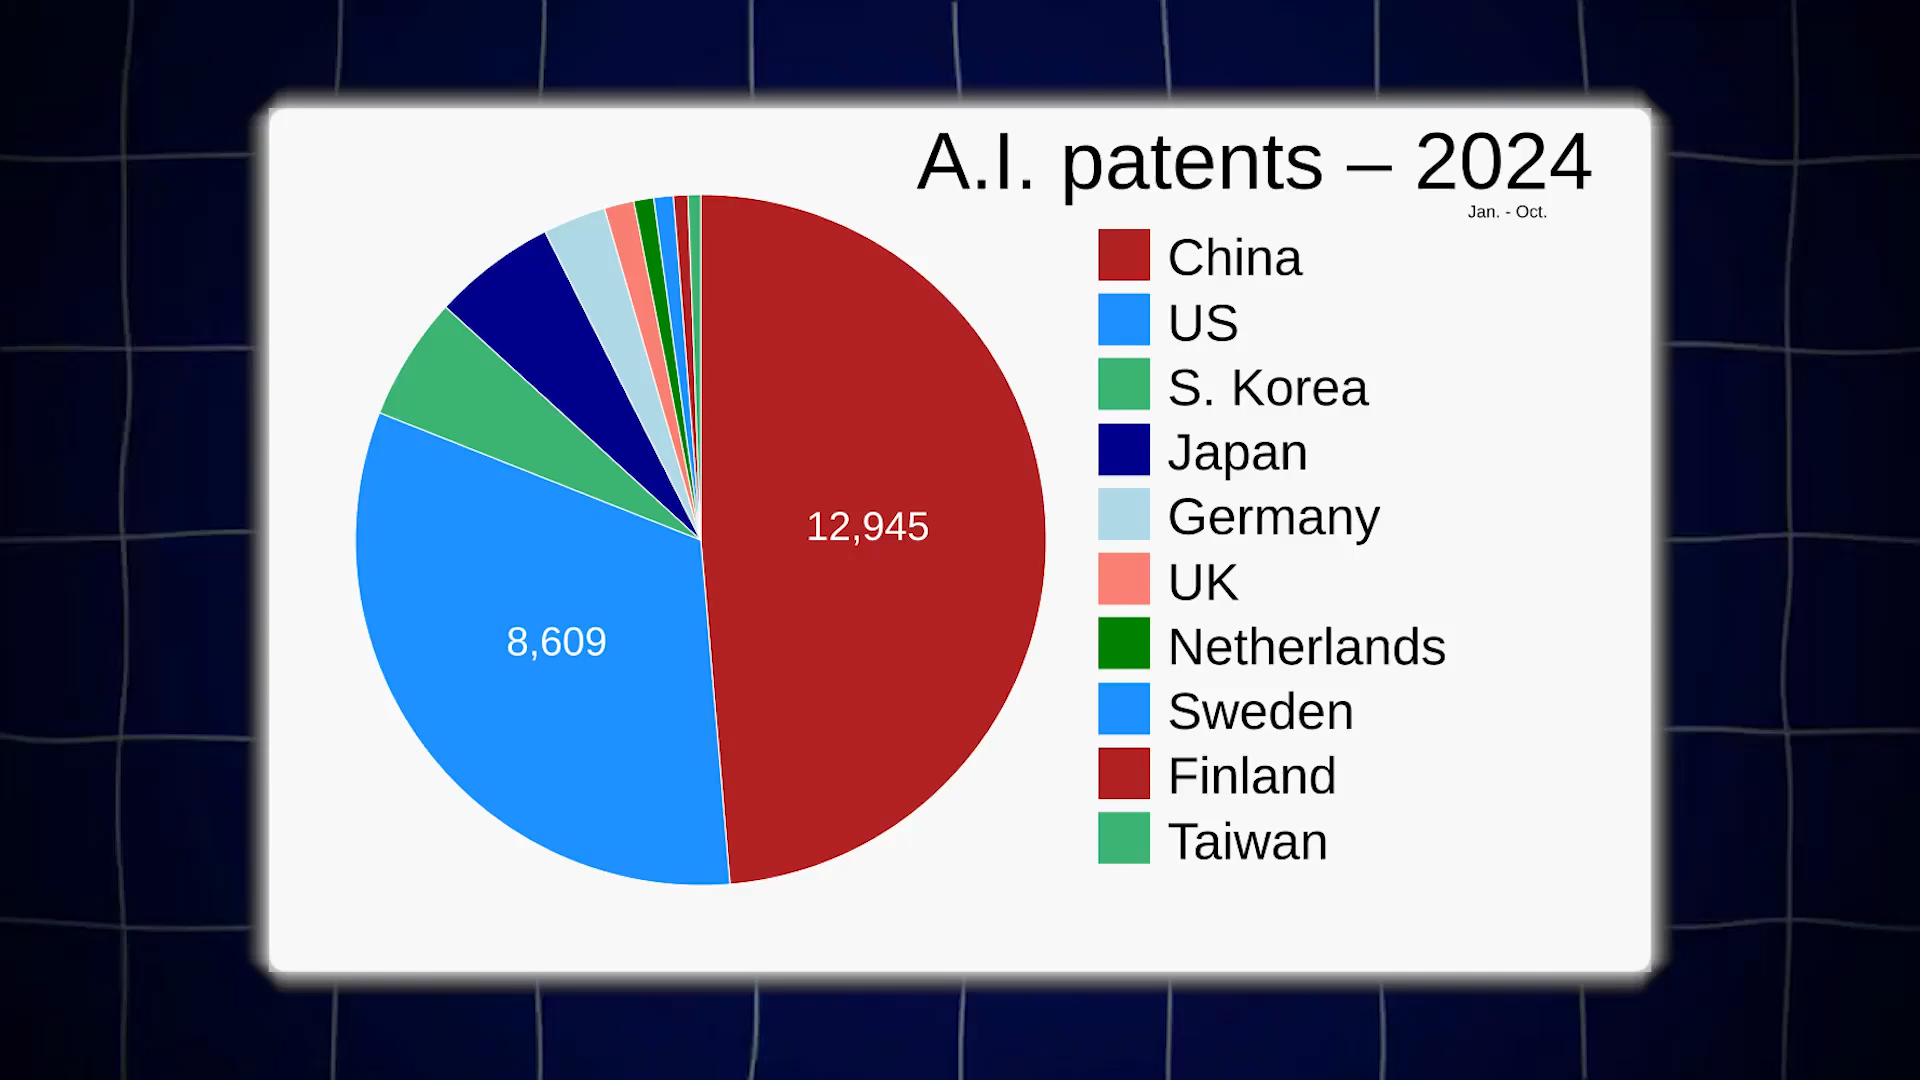 A.I. patents – 2024
Jan. - Oct.
China
US
S. Korea
Japan
Germany
UK
Netherlands
Sweden
Finland
Taiwan
12,945
8,609